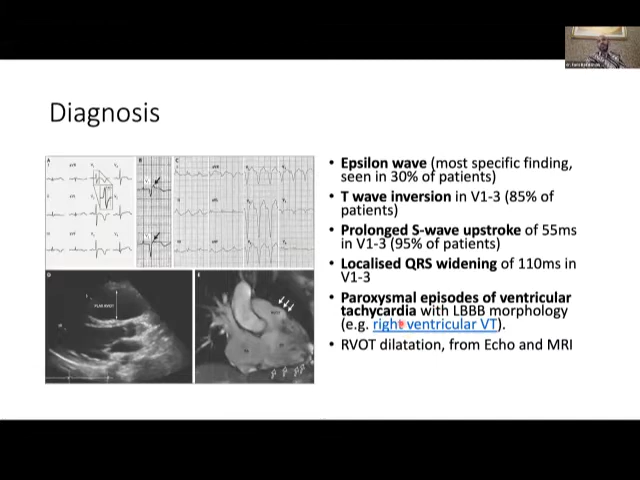 Diagnosis
• Epsilon wave (most specific finding,
seen in 30% of patients)
• T wave inversion in V1-3 (85% of
patients)
• Prolonged S-wave upstroke of 55ms
in V1-3 (95% of patients)
• Localised QRS widening of 110ms in
V1-3
• Paroxysmal episodes of ventricular
tachycardia with LBBB morphology
(e.g. right ventricular VT).
• RVOT dilatation, from Echo and MRI
A
B
C
D
E
PLAX RVOT